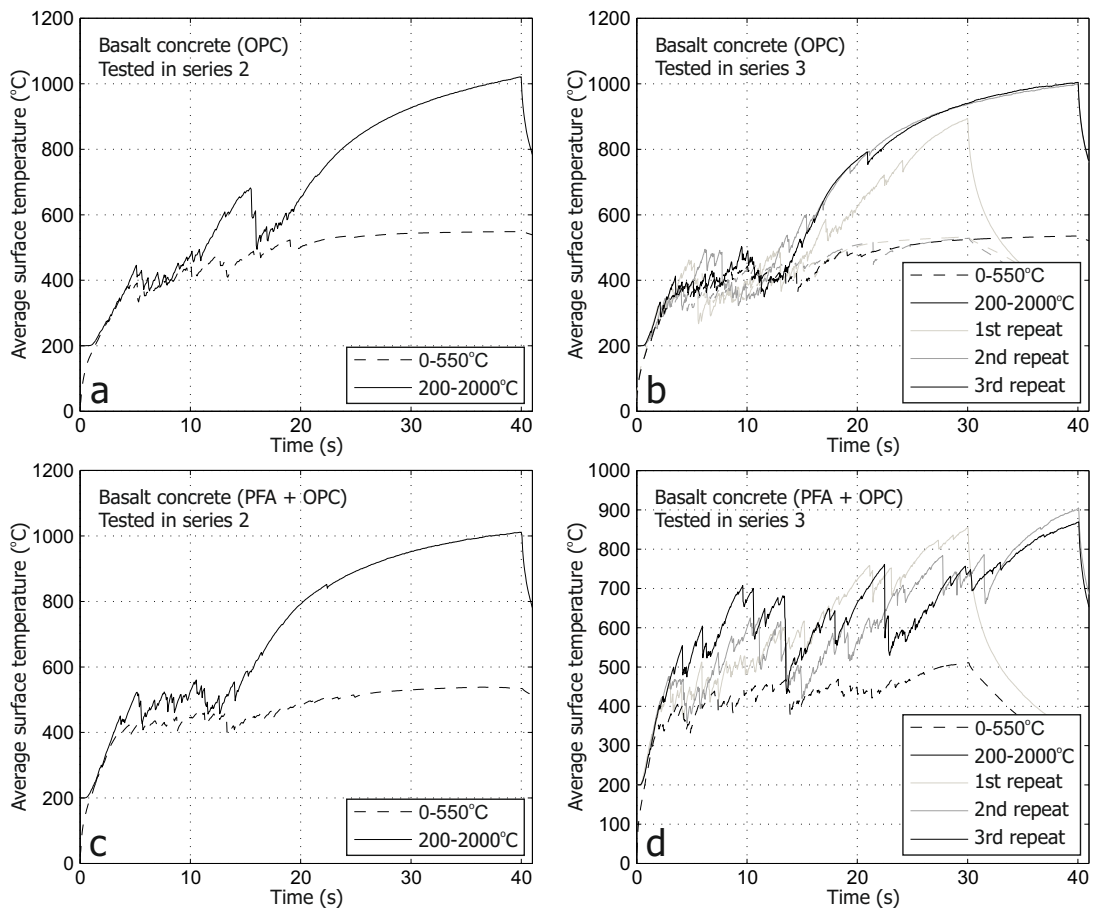 1200
1000
800
600
400
200
0
Average surface temperature (°C)
Basalt concrete (OPC)
Tested in series 2
0-550°C
200-2000°C
a
0 10 20 30 40
Time (s)
1200
1000
800
600
400
200
0
Average surface temperature (°C)
Basalt concrete (OPC)
Tested in series 3
0-550°C
200-2000°C
1st repeat
2nd repeat
3rd repeat
b
0 10 20 30 40
Time (s)
1200
1000
800
600
400
200
0
Average surface temperature (°C)
Basalt concrete (PFA + OPC)
Tested in series 2
0-550°C
200-2000°C
c
0 10 20 30 40
Time (s)
1000
900
800
700
600
500
400
300
200
100
0
Average surface temperature (°C)
Basalt concrete (PFA + OPC)
Tested in series 3
0-550°C
200-2000°C
1st repeat
2nd repeat
3rd repeat
d
0 10 20 30 40
Time (s)